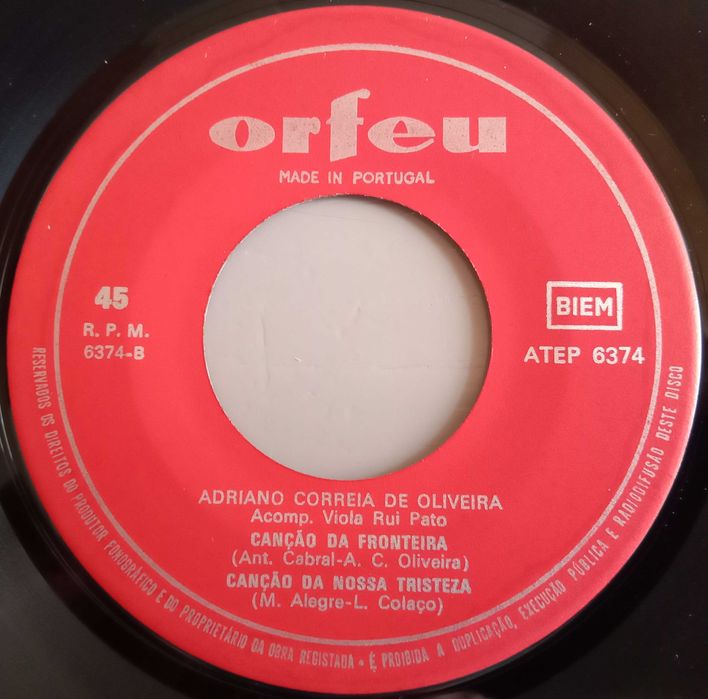 orfeu
MADE IN PORTUGAL
45
R. P. M.
6374-B
BIEM
ATEP 6374
ADRIANO CORREIA DE OLIVEIRA
Acomp. Viola Rui Pato
CANÇÃO DA FRONTEIRA
(Ant. Cabral-A. C. Oliveira)
CANÇÃO DA NOSSA TRISTEZA
(M. Alegre-L. Colaço)
RESERVADOS OS DIREITOS DO PRODUTOR FONOGRÁFICO E DO PROPRIETÁRIO DA OBRA REGISTADA · É PROIBIDA A DUPLICAÇÃO, EXECUÇÃO PÚBLICA E RADIODIFUSÃO DESTE DISCO